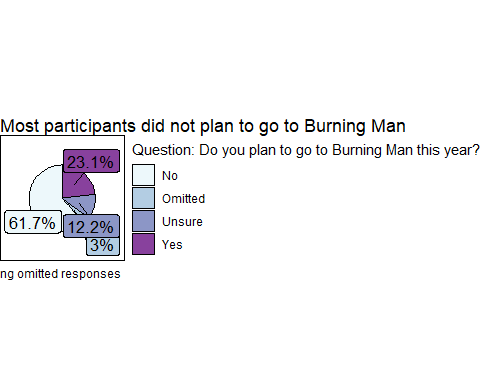 Most participants did not plan to go to Burning Man
Question: Do you plan to go to Burning Man this year?
23.1%
61.7%
12.2%
3%
No
Omitted
Unsure
Yes
ng omitted responses